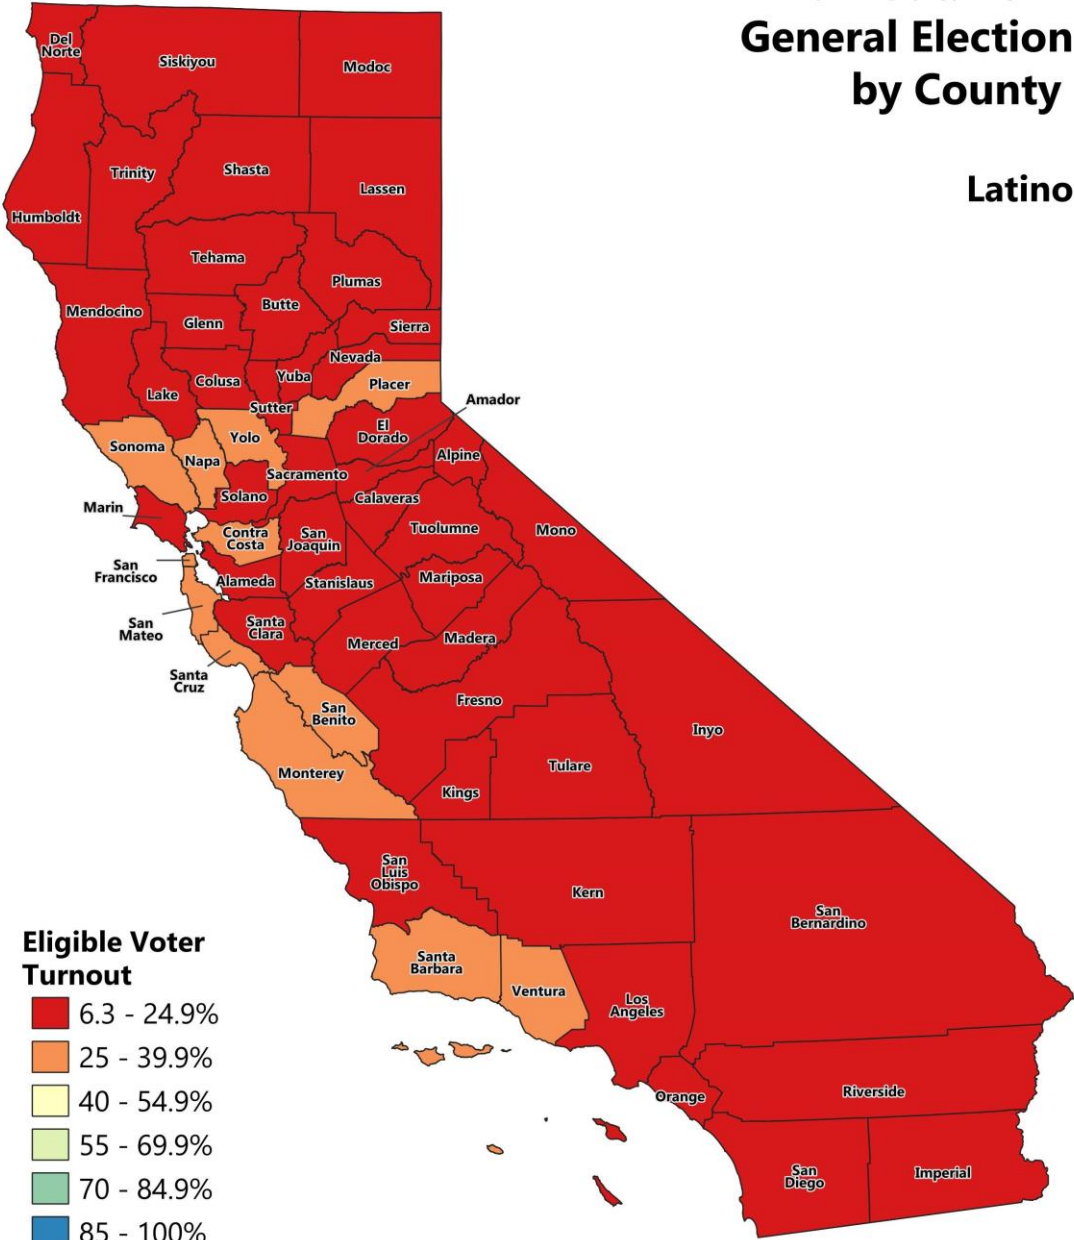 General Election
by County
Latino
Del
Norte
Siskiyou
Modoc
Trinity
Shasta
Lassen
Humboldt
Tehama
Plumas
Mendocino
Butte
Glenn
Sierra
Nevada
Colusa
Yuba
Placer
Lake
Sutter
Amador
El
Dorado
Sonoma
Yolo
Napa
Alpine
Sacramento
Solano
Calaveras
Marin
Tuolumne
Mono
Contra
Costa
San
Joaquin
San
Francisco
Alameda
Stanislaus
Mariposa
San
Mateo
Santa
Clara
Merced
Madera
Santa
Cruz
Fresno
San
Benito
Inyo
Tulare
Monterey
Kings
San
Luis
Obispo
Kern
San
Bernardino
Santa
Barbara
Ventura
Los
Angeles
Orange
Riverside
San
Diego
Imperial
Eligible Voter
Turnout
6.3 - 24.9%
25 - 39.9%
40 - 54.9%
55 - 69.9%
70 - 84.9%
85 - 100%